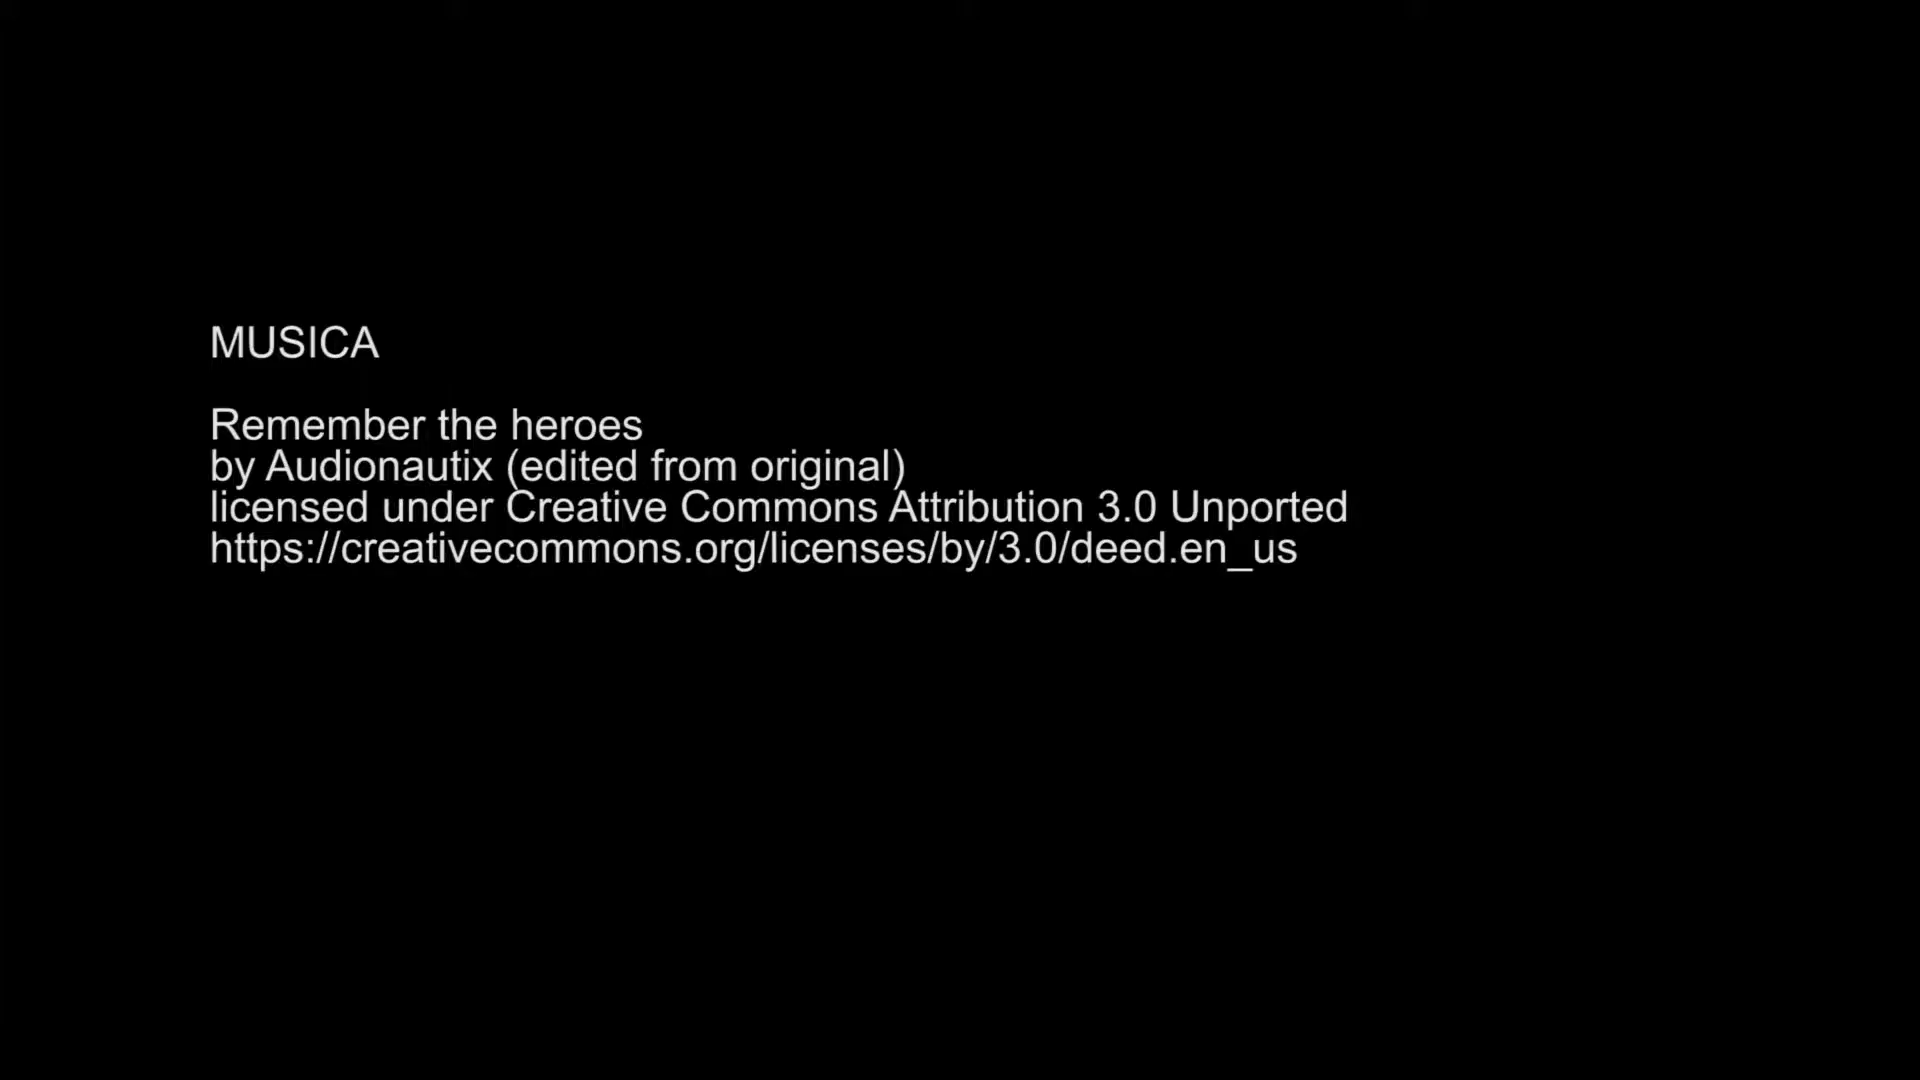 MUSICA
Remember the heroes
by Audionautix (edited from original)
licensed under Creative Commons Attribution 3.0 Unported
https://creativecommons.org/licenses/by/3.0/deed.en_us